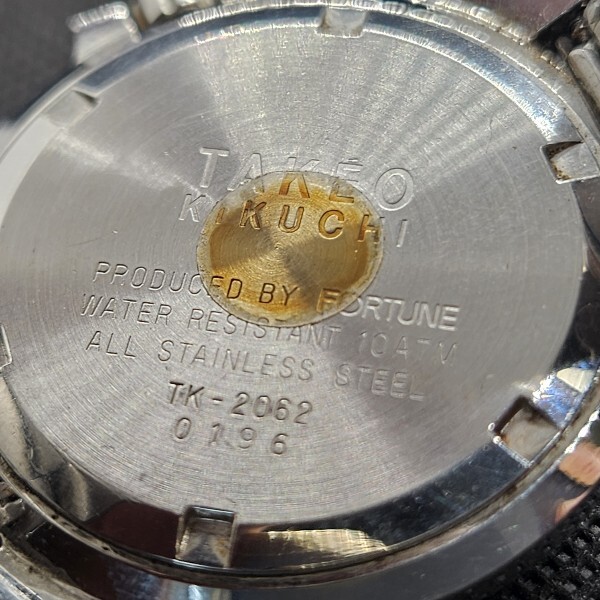 TAKEO
KIKUCHI
PRODUCED BY FORTUNE
WATER RESISTANT 10ATM
ALL STAINLESS STEEL
TK-2062
0196